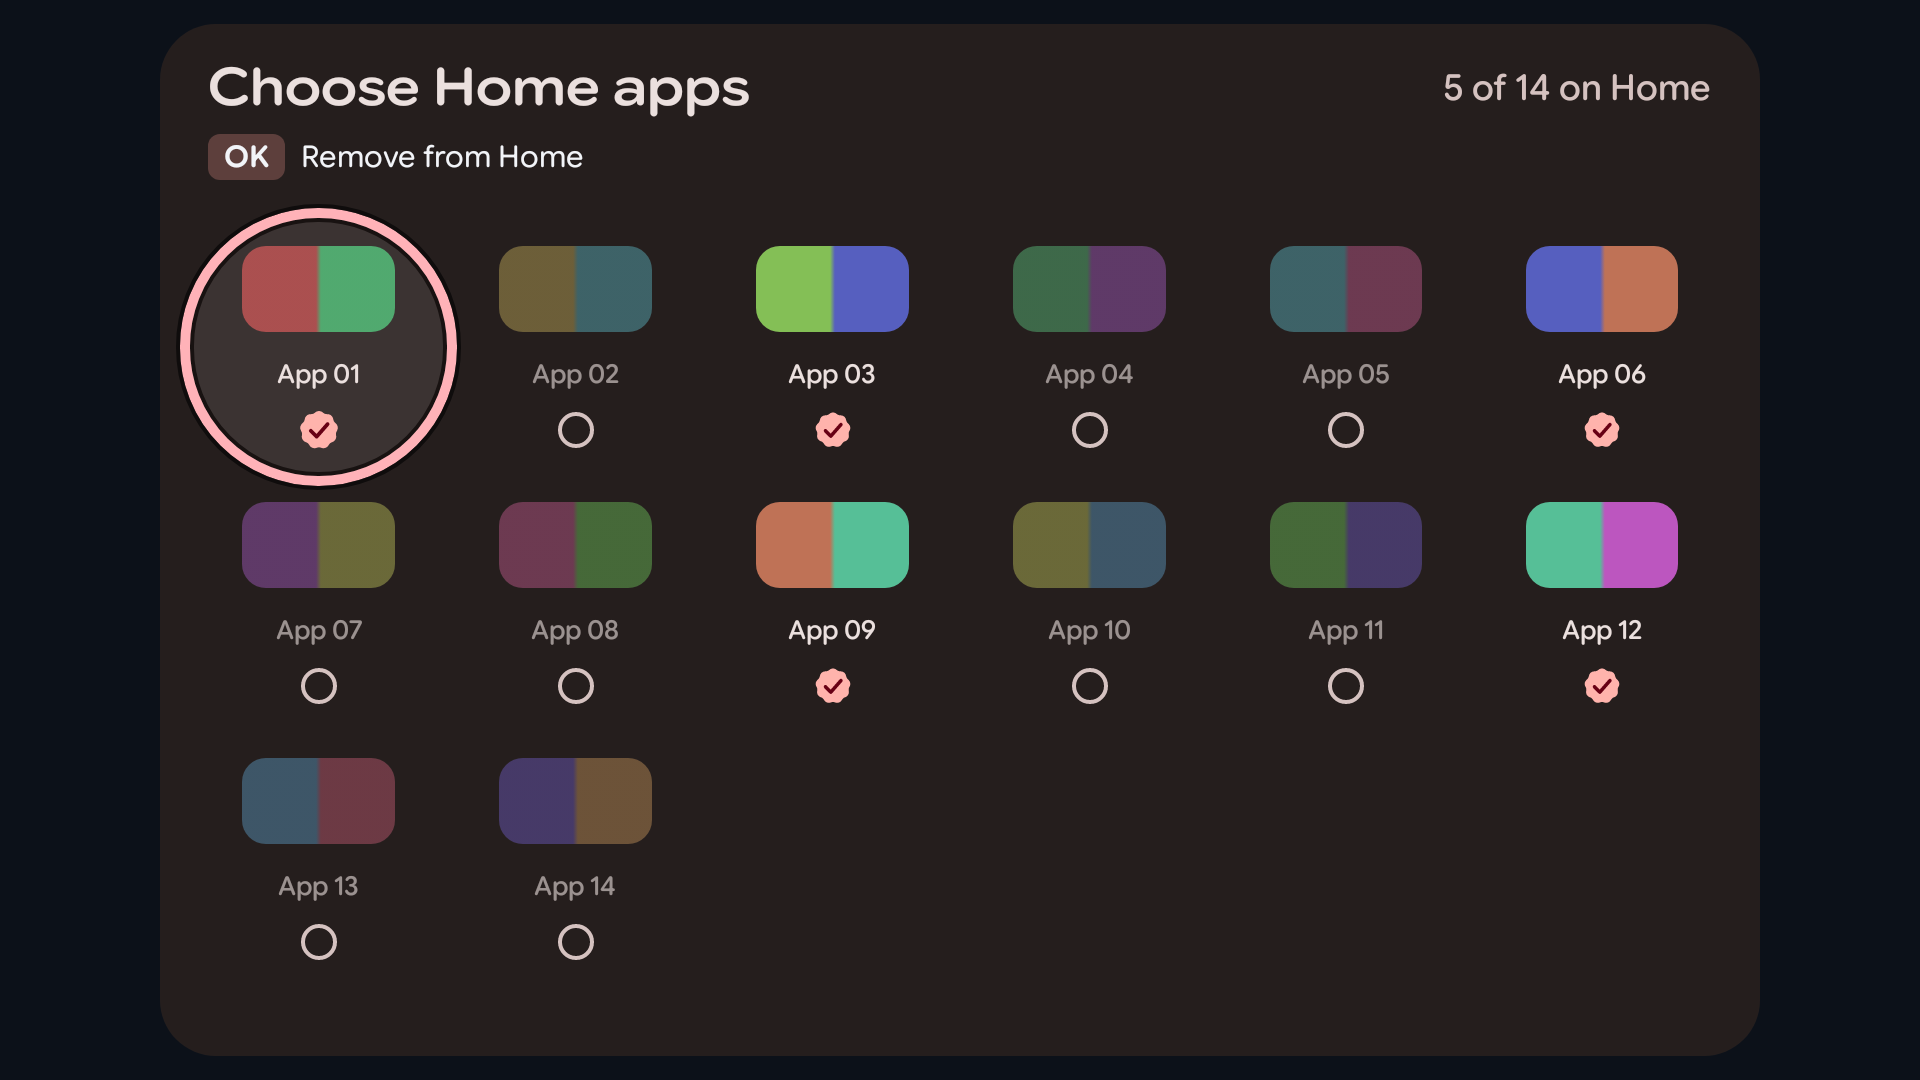 Choose Home apps
5 of 14 on Home
OK Remove from Home
App 01
App 02
App 03
App 04
App 05
App 06
App 07
App 08
App 09
App 10
App 11
App 12
App 13
App 14